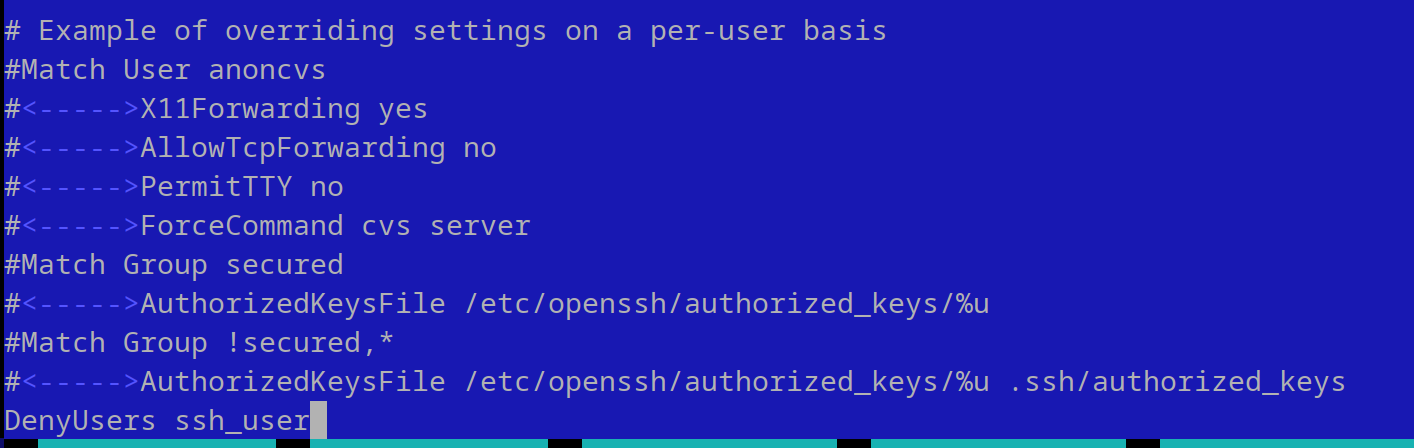 # Example of overriding settings on a per-user basis
#Match User anoncvs
#<----->X11Forwarding yes
#<----->AllowTcpForwarding no
#<----->PermitTTY no
#<----->ForceCommand cvs server
#Match Group secured
#<----->AuthorizedKeysFile /etc/openssh/authorized_keys/%u
#Match Group !secured,*
#<----->AuthorizedKeysFile /etc/openssh/authorized_keys/%u .ssh/authorized_keys
DenyUsers ssh_user